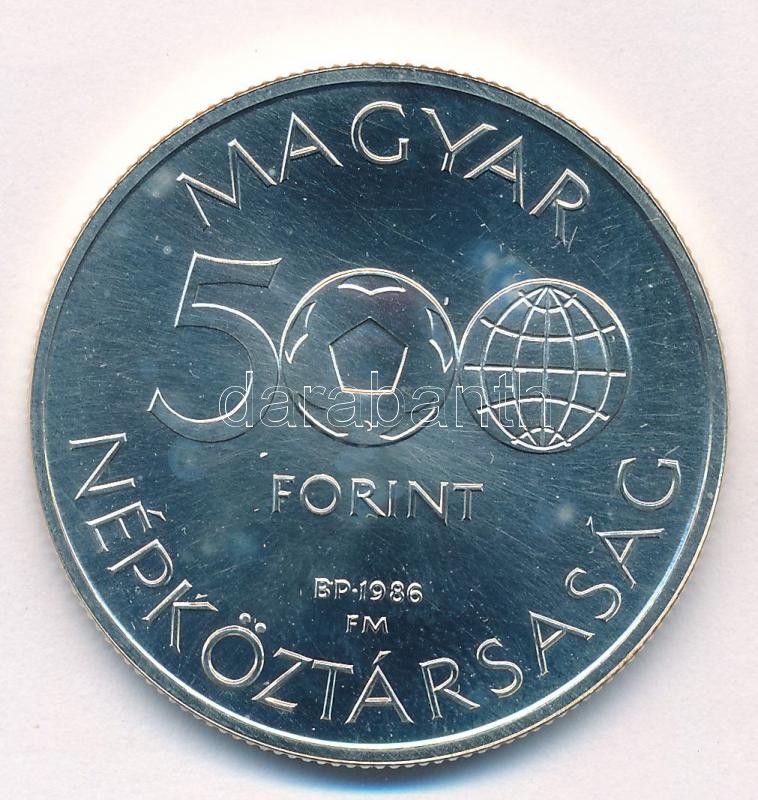 MAGYAR
500
darabanth
FORINT
BP·1986
FM
NÉPKÖZTÁRSASÁG